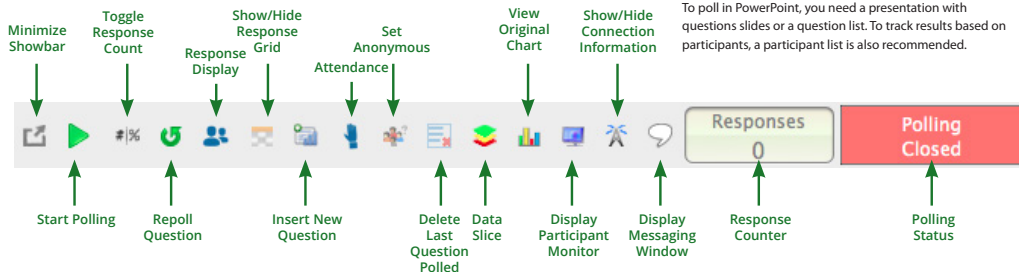 To poll in PowerPoint, you need a presentation with
questions slides or a question list. To track results based on
participants, a participant list is also recommended.
Minimize
Showbar
Toggle
Response
Count
Response
Display
Show/Hide
Response
Grid
Attendance
Set
Anonymous
View
Original
Chart
Show/Hide
Connection
Information
#|%
Responses
0
Polling
Closed
Start Polling
Repoll
Question
Insert New
Question
Delete
Last
Question
Polled
Data
Slice
Display
Participant
Monitor
Display
Messaging
Window
Response
Counter
Polling
Status